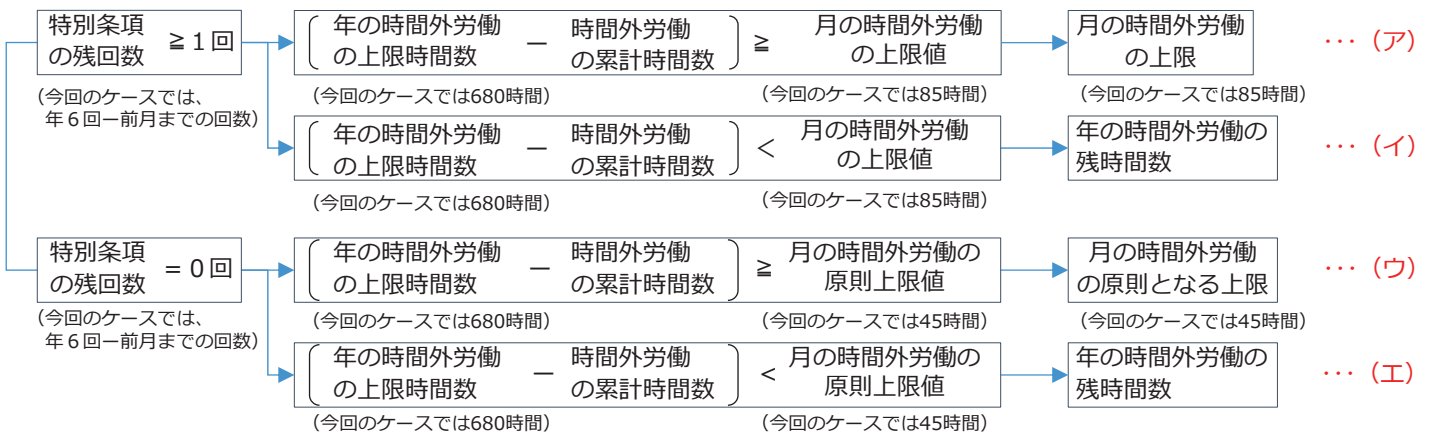 特別条項
の残回数 ≧１回
年の時間外労働
の上限時間数 － 時間外労働
の累計時間数 ≧ 月の時間外労働
の上限値
月の時間外労働
の上限
･･･（ア）
（今回のケースでは、
年６回ー前月までの回数）
（今回のケースでは680時間）
（今回のケースでは85時間）
（今回のケースでは85時間）
年の時間外労働
の上限時間数 － 時間外労働
の累計時間数 ＜ 月の時間外労働
の上限値
年の時間外労働の
残時間数
･･･（イ）
（今回のケースでは680時間）
（今回のケースでは85時間）
特別条項
の残回数 ＝０回
年の時間外労働
の上限時間数 － 時間外労働
の累計時間数 ≧ 月の時間外労働の
原則上限値
月の時間外労働
の原則となる上限
･･･（ウ）
（今回のケースでは、
年６回ー前月までの回数）
（今回のケースでは680時間）
（今回のケースでは45時間）
（今回のケースでは45時間）
年の時間外労働
の上限時間数 － 時間外労働
の累計時間数 ＜ 月の時間外労働の
原則上限値
年の時間外労働の
残時間数
･･･（エ）
（今回のケースでは680時間）
（今回のケースでは45時間）